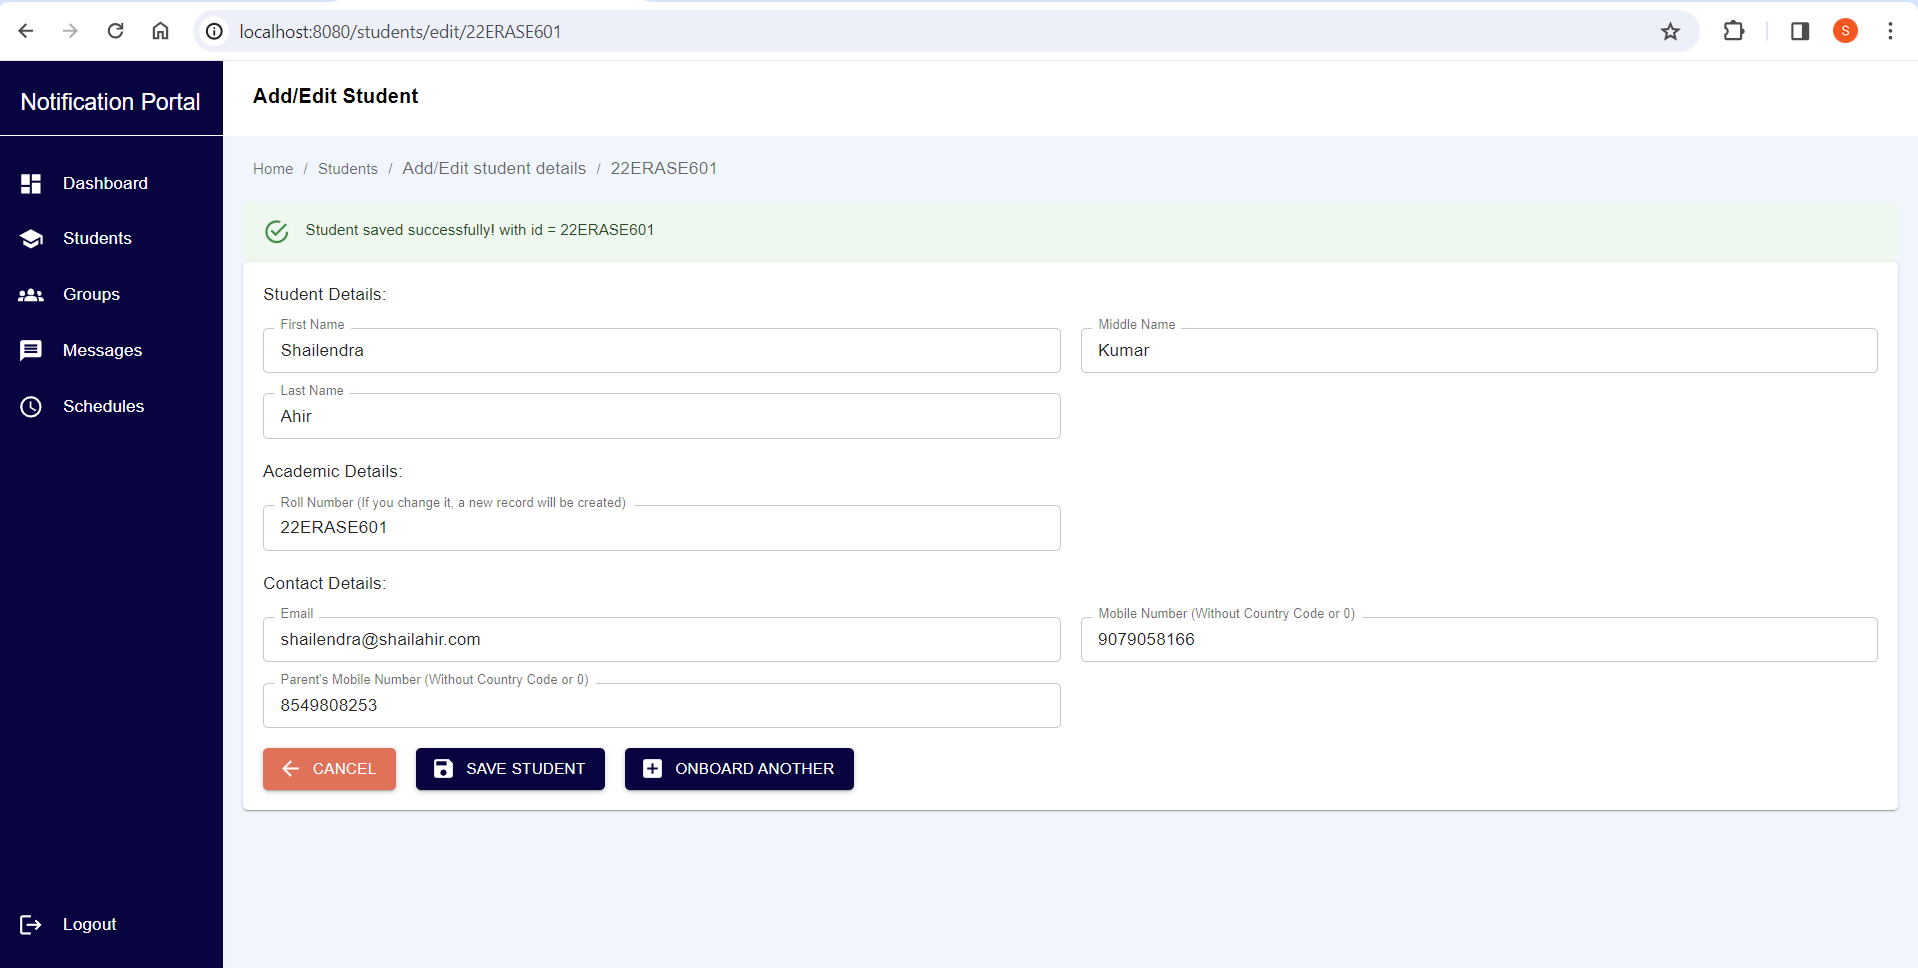 localhost:8080/students/edit/22ERASE601
S
Notification Portal
Add/Edit Student
Dashboard
Students
Groups
Messages
Schedules
Logout
Home / Students / Add/Edit student details / 22ERASE601
Student saved successfully! with id = 22ERASE601
Student Details:
First Name
Shailendra
Middle Name
Kumar
Last Name
Ahir
Academic Details:
Roll Number (If you change it, a new record will be created)
22ERASE601
Contact Details:
Email
shailendra@shailahir.com
Mobile Number (Without Country Code or 0)
9079058166
Parent's Mobile Number (Without Country Code or 0)
8549808253
CANCEL
SAVE STUDENT
ONBOARD ANOTHER